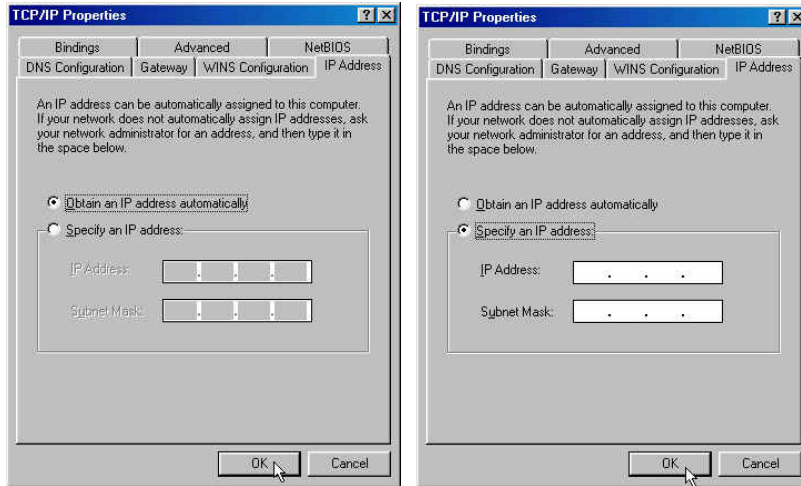 TCP/IP Properties
Bindings Advanced NetBIOS
DNS Configuration Gateway WINS Configuration IP Address
An IP address can be automatically assigned to this computer.
If your network does not automatically assign IP addresses, ask
your network administrator for an address, and then type it in
the space below.
Obtain an IP address automatically
Specify an IP address:
IP Address:
. . .
Subnet Mask:
. . .
OK Cancel
TCP/IP Properties
Bindings Advanced NetBIOS
DNS Configuration Gateway WINS Configuration IP Address
An IP address can be automatically assigned to this computer.
If your network does not automatically assign IP addresses, ask
your network administrator for an address, and then type it in
the space below.
Obtain an IP address automatically
Specify an IP address:
IP Address:
. . .
Subnet Mask:
. . .
OK Cancel